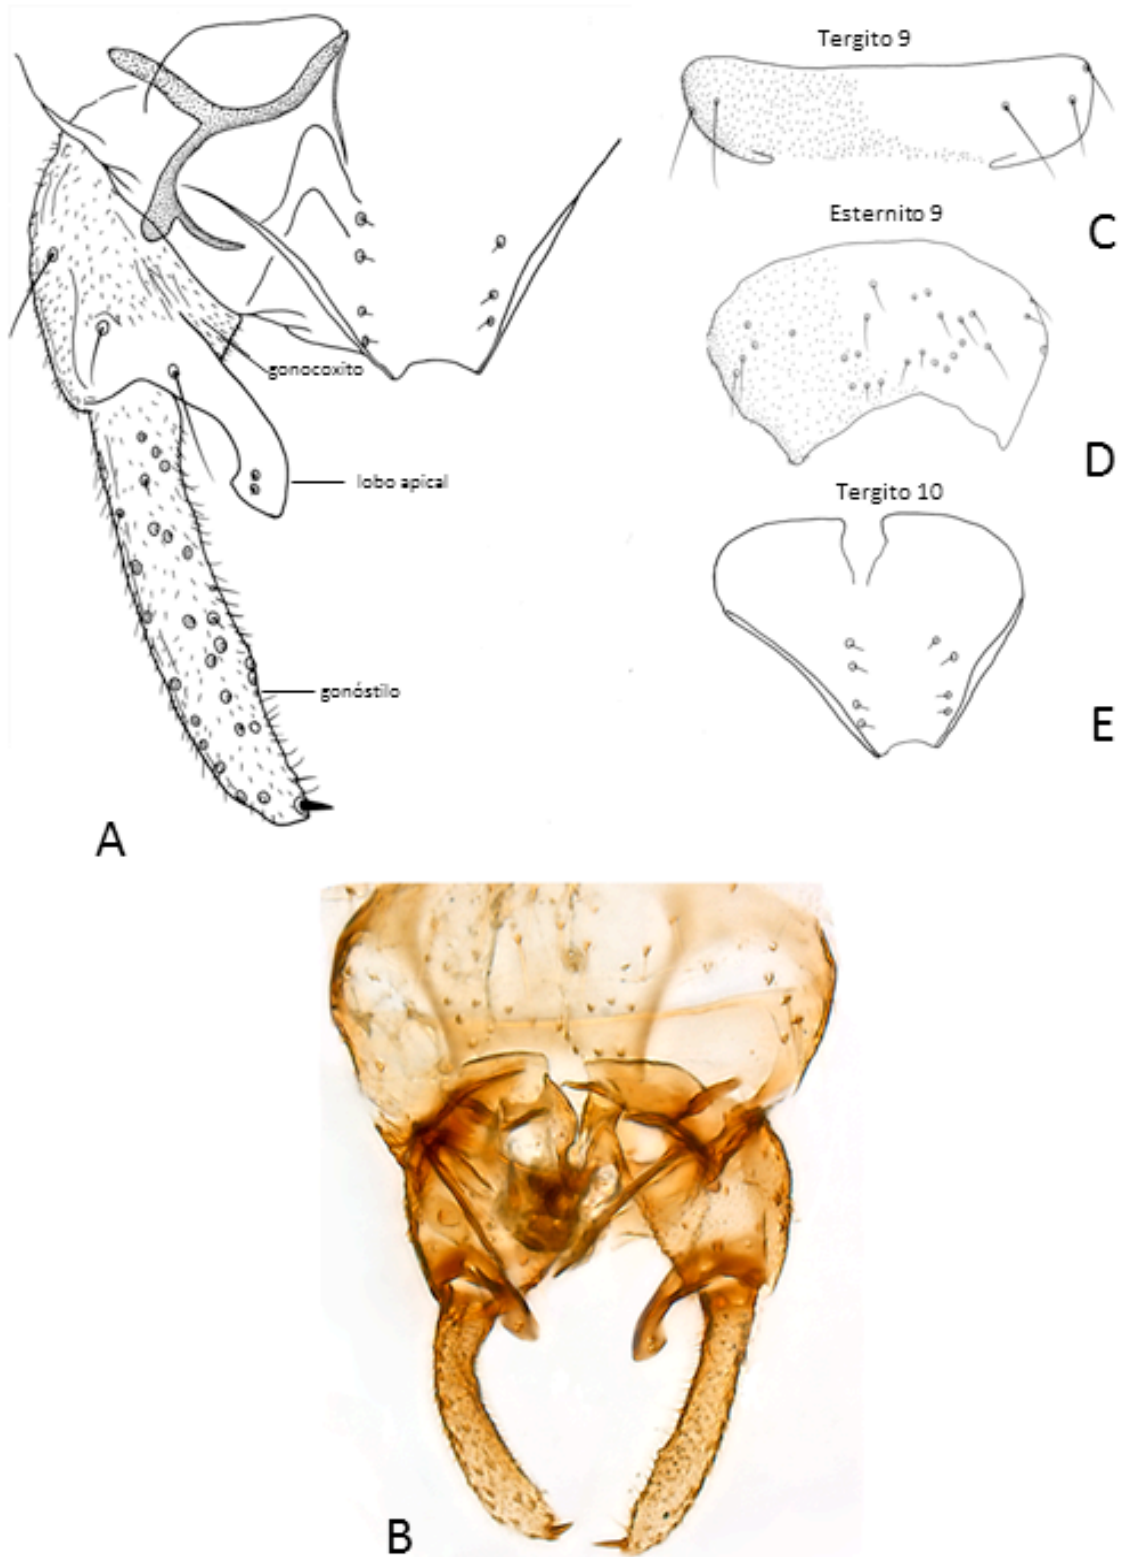 Tergito 9
C
Esternito 9
gonocoxito
D
lobo apical
Tergito 10
gonóstilo
E
A
B